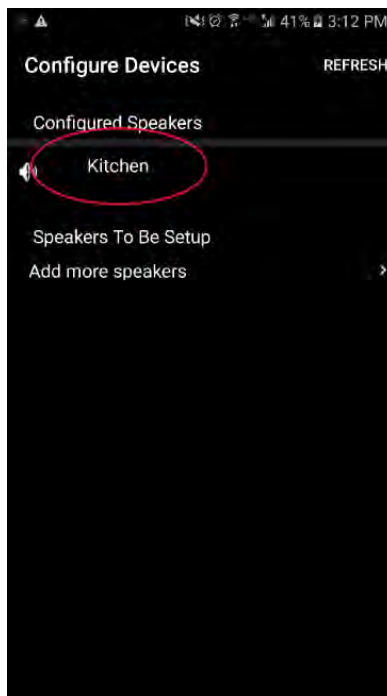 41% 3:12 PM
Configure Devices REFRESH
Configured Speakers
Kitchen
Speakers To Be Setup
Add more speakers